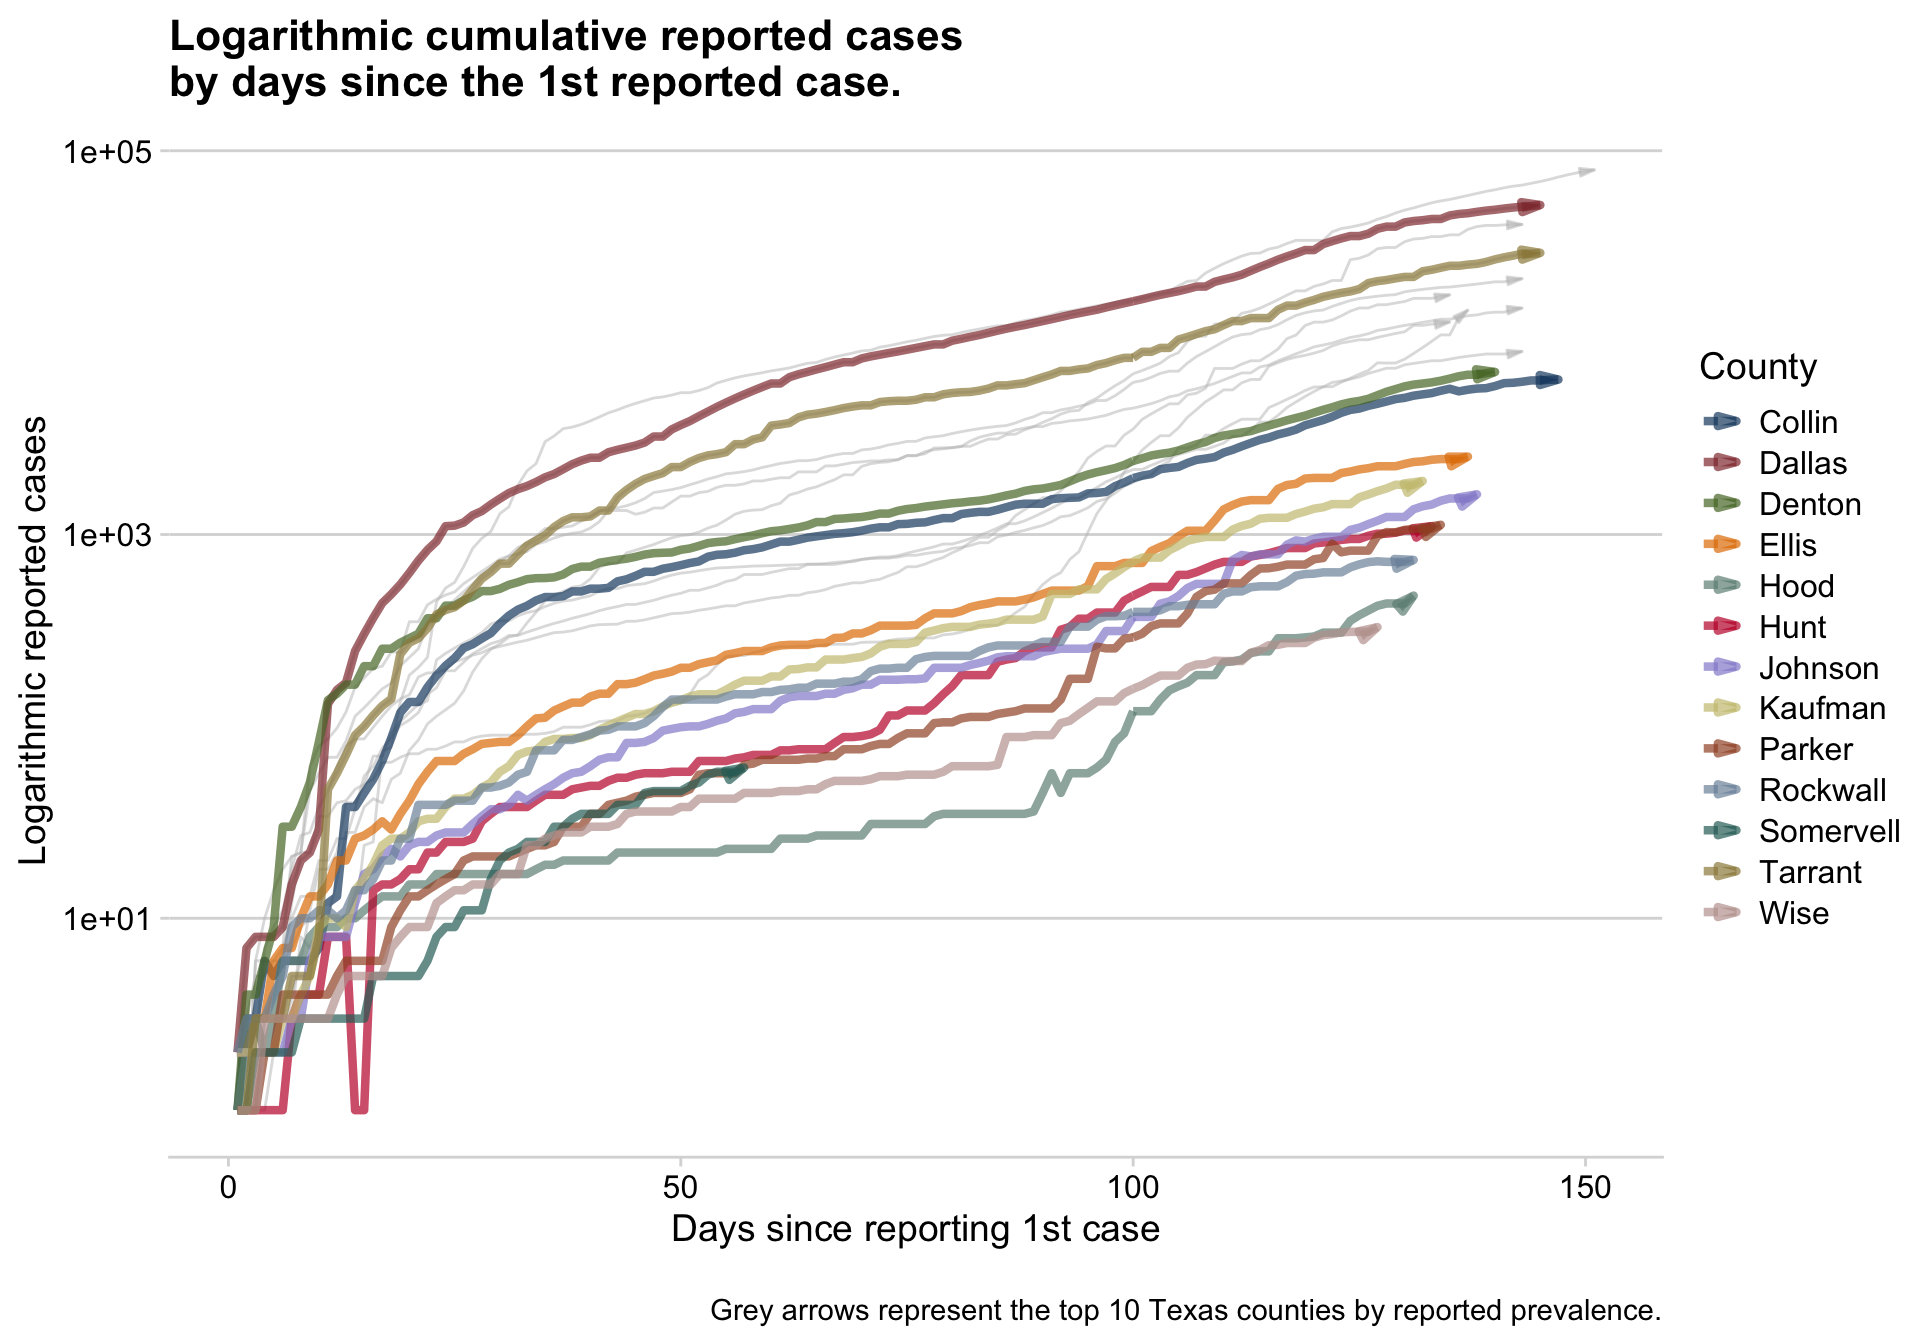 Logarithmic cumulative reported cases
by days since the 1st reported case.
1e+05
1e+03
1e+01
Logarithmic reported cases
0
50
100
150
Days since reporting 1st case
County
Collin
Dallas
Denton
Ellis
Hood
Hunt
Johnson
Kaufman
Parker
Rockwall
Somervell
Tarrant
Wise
Grey arrows represent the top 10 Texas counties by reported prevalence.